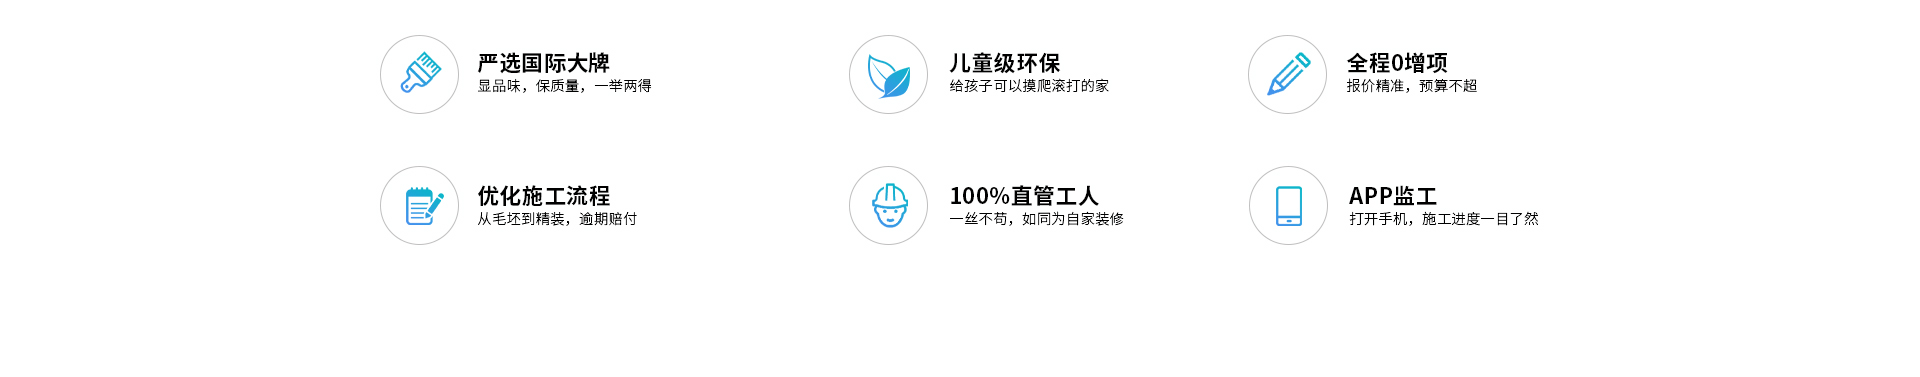 严选国际大牌
显品味，保质量，一举两得
儿童级环保
给孩子可以摸爬滚打的家
全程0增项
报价精准，预算不超
优化施工流程
从毛坯到精装，逾期赔付
100%直管工人
一丝不苟，如同为自家装修
APP监工
打开手机，施工进度一目了然